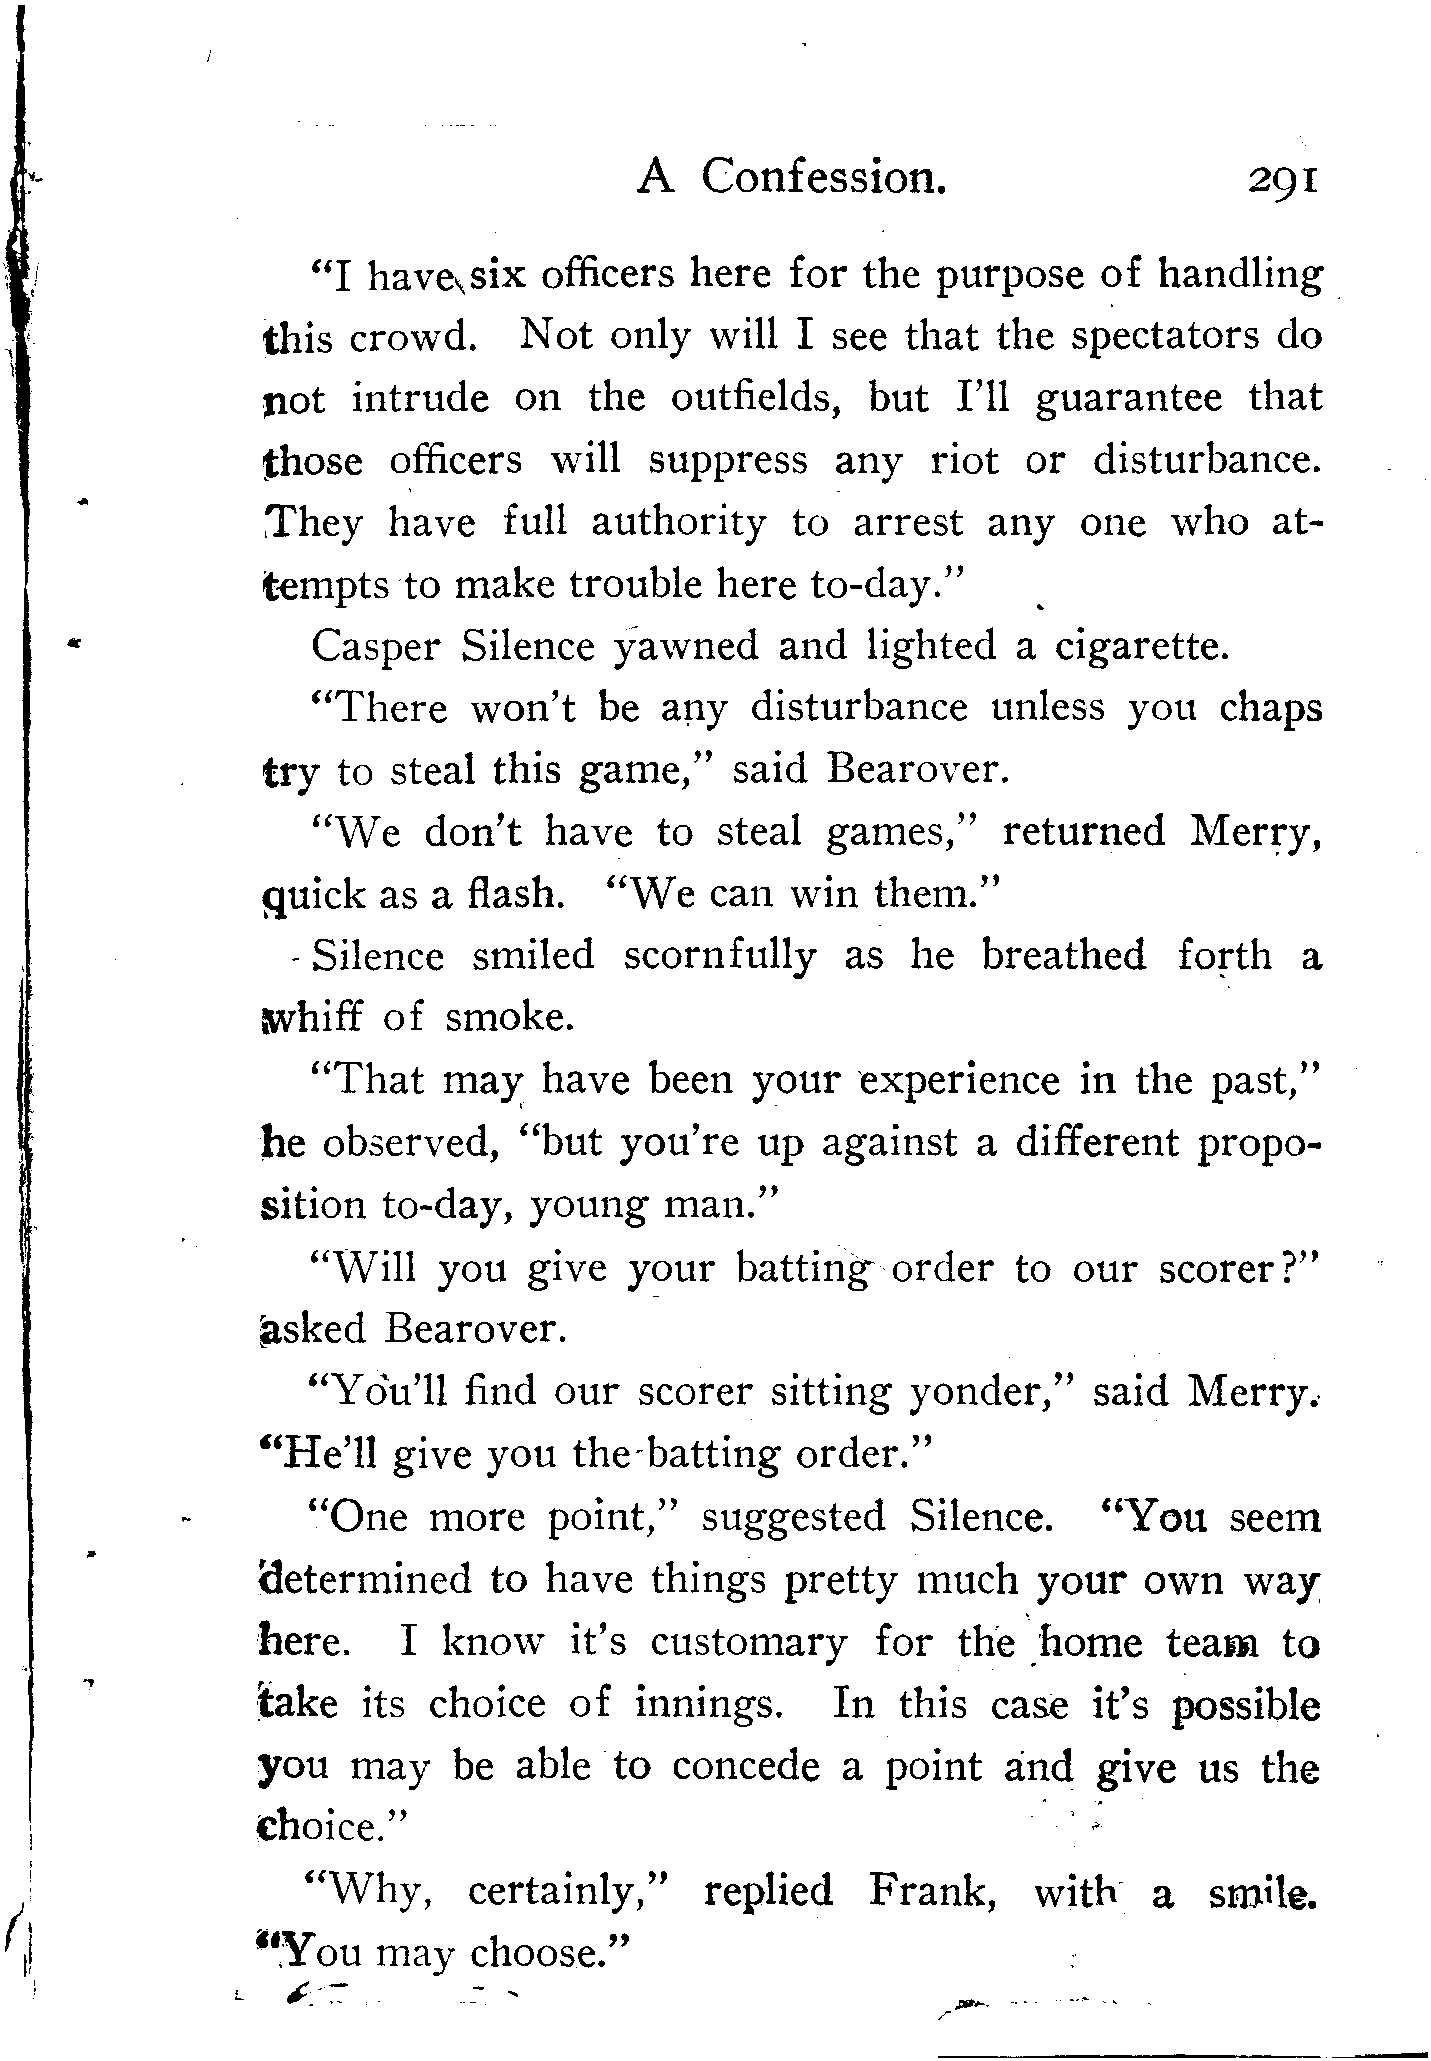 A Confession. 291
"I have six officers here for the purpose of handling
this crowd. Not only will I see that the spectators do
not intrude on the outfields, but I'll guarantee that
those officers will suppress any riot or disturbance.
They have full authority to arrest any one who at-
tempts to make trouble here to-day."
Casper Silence yawned and lighted a cigarette.
"There won't be any disturbance unless you chaps
try to steal this game," said Bearover.
"We don't have to steal games," returned Merry,
quick as a flash. "We can win them."
Silence smiled scornfully as he breathed forth a
whiff of smoke.
"That may have been your experience in the past,"
he observed, "but you're up against a different propo-
sition to-day, young man."
"Will you give your batting order to our scorer?"
asked Bearover.
"You'll find our scorer sitting yonder," said Merry.
"He'll give you the batting order."
"One more point," suggested Silence. "You seem
determined to have things pretty much your own way
here. I know it's customary for the home team to
take its choice of innings. In this case it's possible
you may be able to concede a point and give us the
choice."
"Why, certainly," replied Frank, with a smile.
"You may choose."